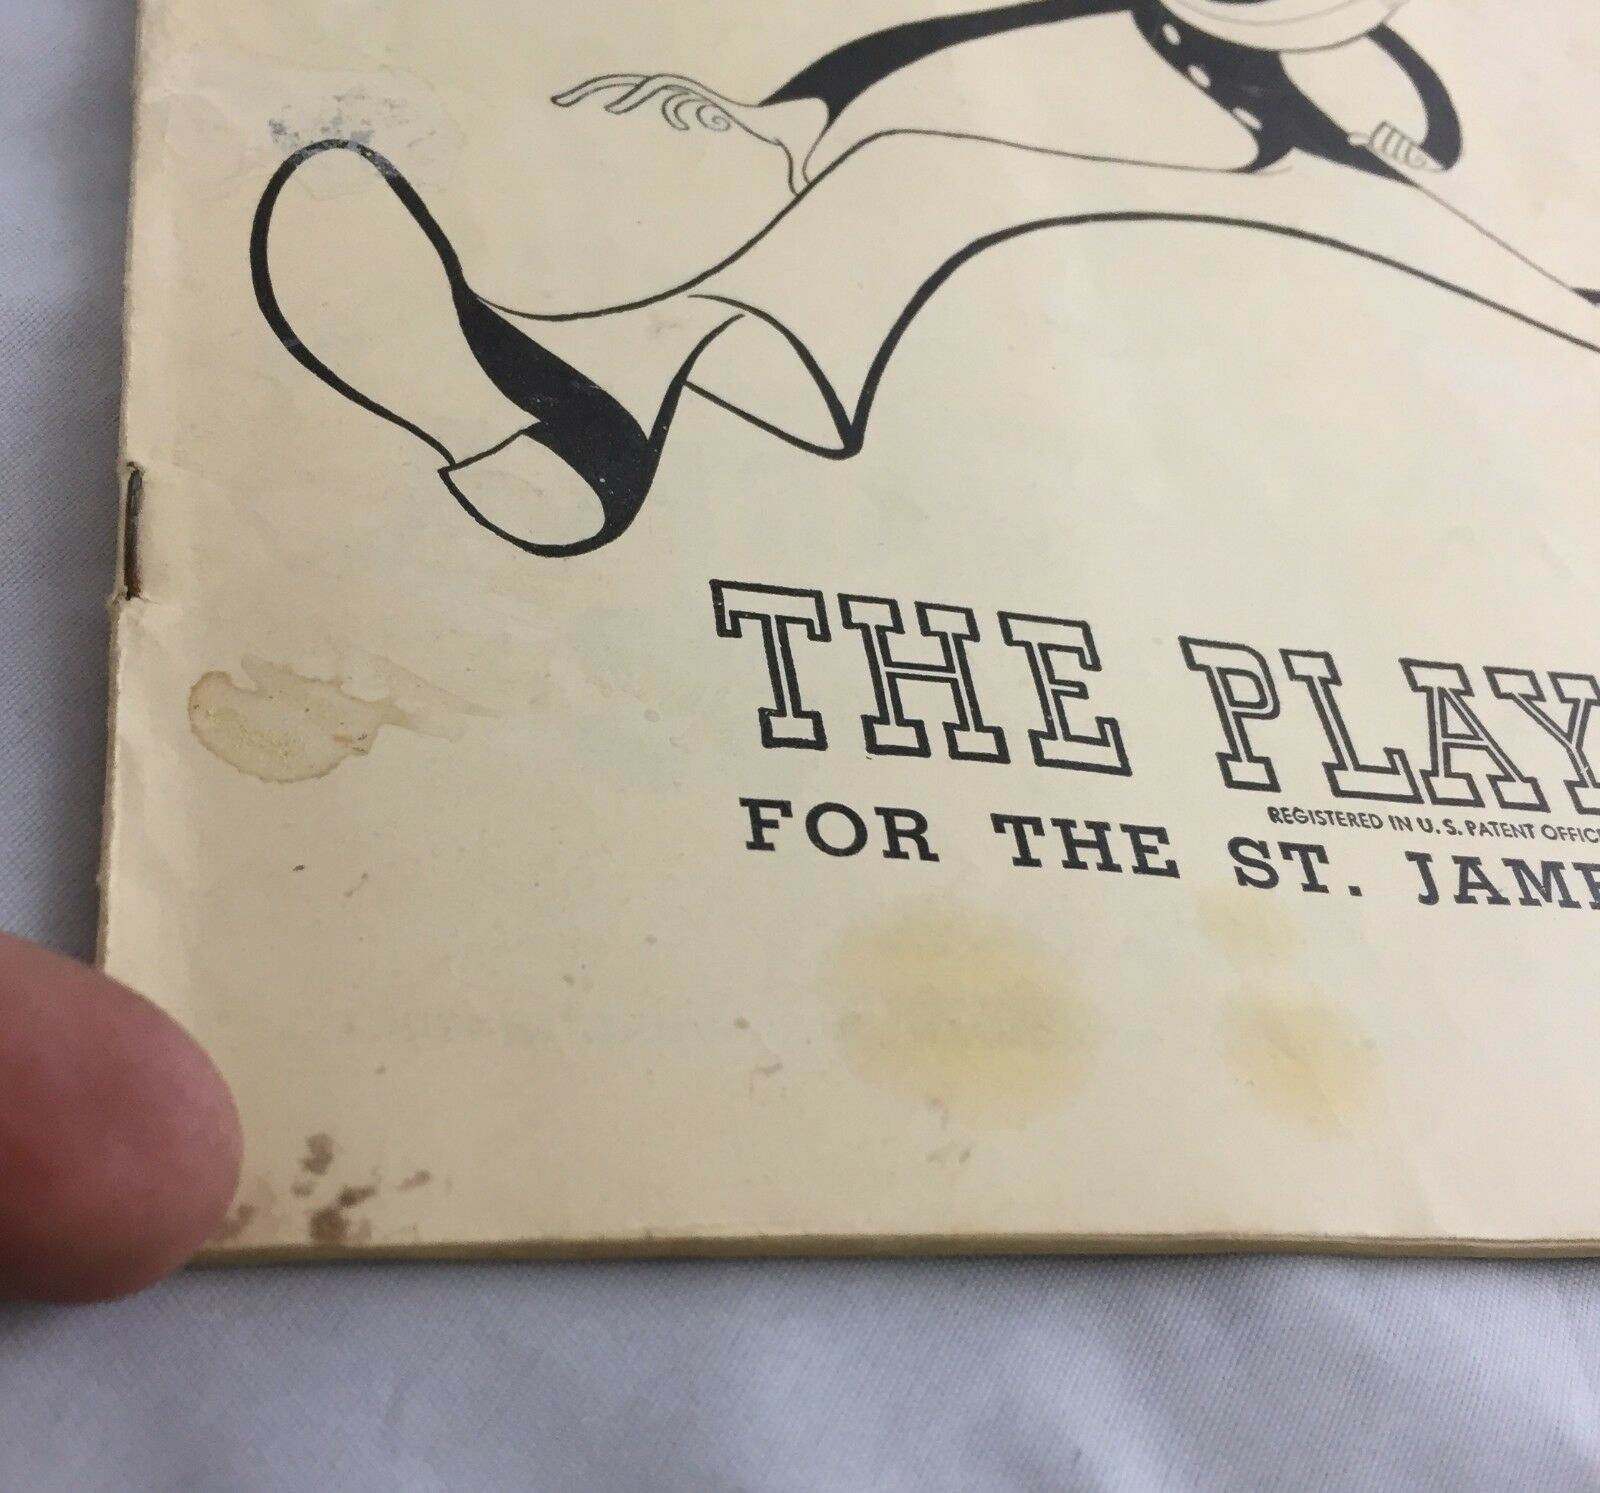 THE PLAY
REGISTERED IN U.S. PATENT OFFIC
FOR THE ST. JAM